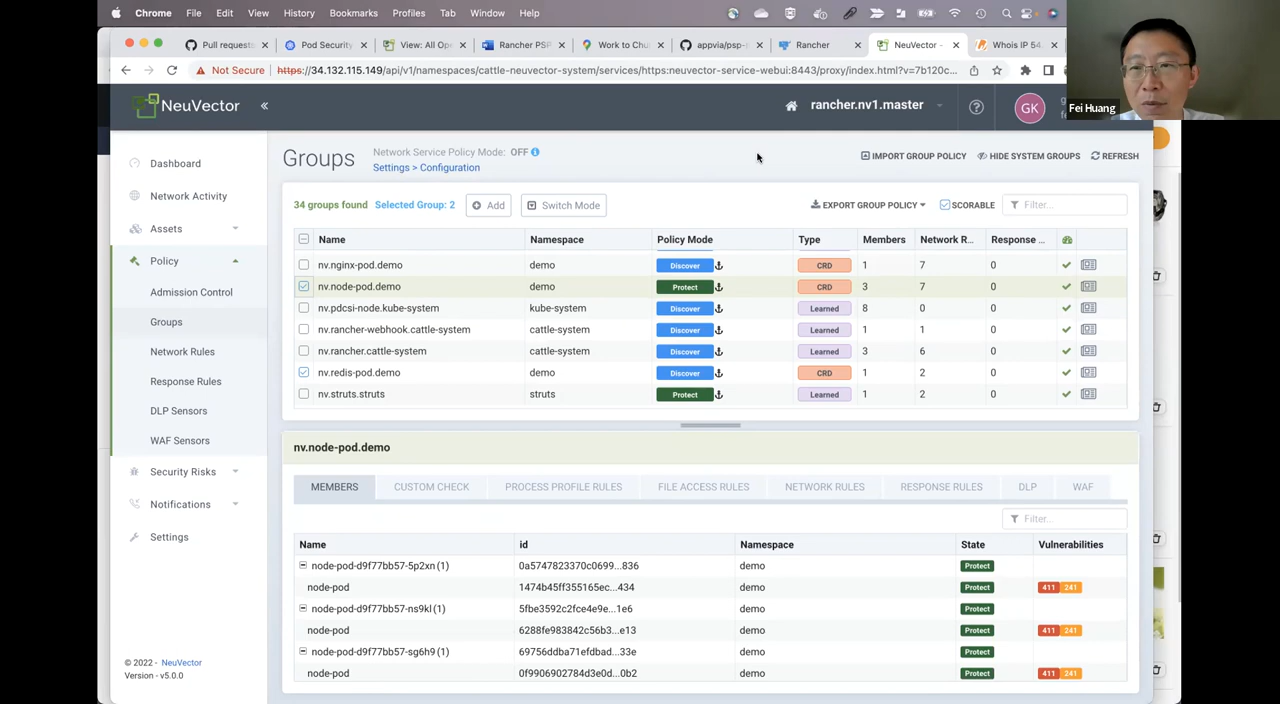 Chrome File Edit View History Bookmarks Profiles Tab Window Help
Pull request Pod Security View: All Op Rancher PSP Work to Chu appvia/psp- Rancher NeuVector - Whois IP 54.
Not Secure https://34.132.115.149/api/v1/namespaces/cattle-neuvector-system/services/https:neuvector-service-webui:8443/proxy/index.html?v=7b120c...
Fei Huang
NeuVector
rancher.nv1.master
GK
Dashboard
Network Activity
Assets
Policy
Admission Control
Groups
Network Rules
Response Rules
DLP Sensors
WAF Sensors
Security Risks
Notifications
Settings
© 2022 - NeuVector
Version - v5.0.0
Groups
Network Service Policy Mode: OFF
Settings > Configuration
IMPORT GROUP POLICY HIDE SYSTEM GROUPS REFRESH
34 groups found Selected Group: 2 Add Switch Mode EXPORT GROUP POLICY SCORABLE Filter...
Name Namespace Policy Mode Type Members Network R... Response ...
nv.nginx-pod.demo demo Discover CRD 1 7 0
nv.node-pod.demo demo Protect CRD 3 7 0
nv.pdcsi-node.kube-system kube-system Discover Learned 8 0 0
nv.rancher-webhook.cattle-system cattle-system Discover Learned 1 1 0
nv.rancher.cattle-system cattle-system Discover Learned 3 6 0
nv.redis-pod.demo demo Discover CRD 1 2 0
nv.struts.struts struts Protect Learned 1 2 0
nv.node-pod.demo
MEMBERS CUSTOM CHECK PROCESS PROFILE RULES FILE ACCESS RULES NETWORK RULES RESPONSE RULES DLP WAF
Filter...
Name id Namespace State Vulnerabilities
node-pod-d9f77bb57-5p2xn (1) 0a5747823370c0699...836 demo Protect
node-pod 1474b45ff355165ec...434 demo Protect 411 241
node-pod-d9f77bb57-ns9kl (1) 5fbe3592c2fce4e9e...1e6 demo Protect
node-pod 6288fe983842c56b3...e13 demo Protect 411 241
node-pod-d9f77bb57-sg6h9 (1) 69756ddba71efdbad...33e demo Protect
node-pod 0f9906902784d3e0d...0b2 demo Protect 411 241